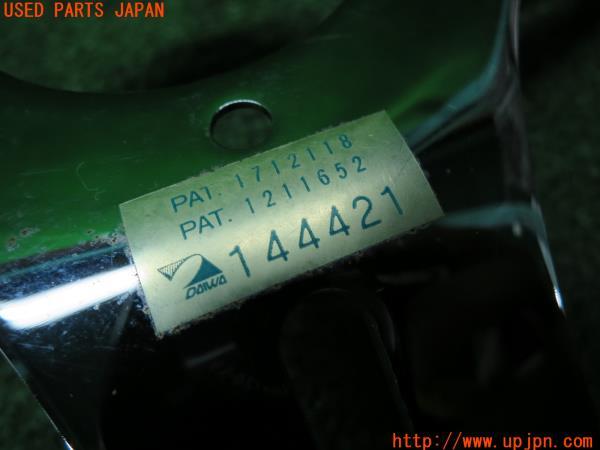 USED PARTS JAPAN
PAT. 1712118
PAT. 1211652
DAIWA 144421
http://www.upjpn.com